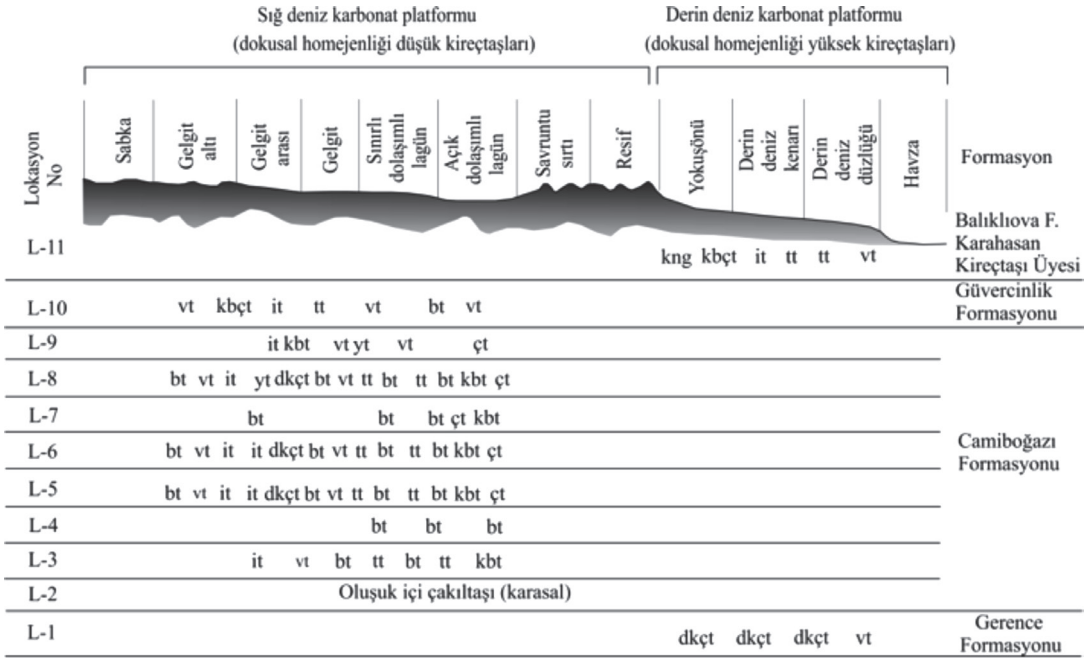 Sığ deniz karbonat platformu
(dokusal homejenliği düşük kireçtaşları)
Derin deniz karbonat platformu
(dokusal homejenliği yüksek kireçtaşları)
Lokasyon
No
Sabka
Gelgit
altı
Gelgit
arası
Gelgit
Sınırlı
dolaşımlı
lagün
Açık
dolaşımlı
lagün
Savruntu
sırtı
Resif
Yokuşönü
Derin
deniz
kenarı
Derin
deniz
düzlüğü
Havza
Formasyon
L-11 kng kbçt it tt tt vt
Balıklıova F.
Karahasan
Kireçtaşı Üyesi
L-10 vt kbçt it tt vt bt vt
Güvercinlik
Formasyonu
L-9 it kbt vt yt vt çt
L-8 bt vt it yt dkçt bt vt tt bt tt bt kbt çt
L-7 bt bt bt çt kbt
L-6 bt vt it it dkçt bt vt tt bt tt bt kbt çt
Camiboğazı
Formasyonu
L-5 bt vt it it dkçt bt vt tt bt tt bt kbt çt
L-4 bt bt bt
L-3 it vt bt tt bt tt kbt
L-2 Oluşuk içi çakıltaşı (karasal)
L-1 dkçt dkçt dkçt vt
Gerence
Formasyonu